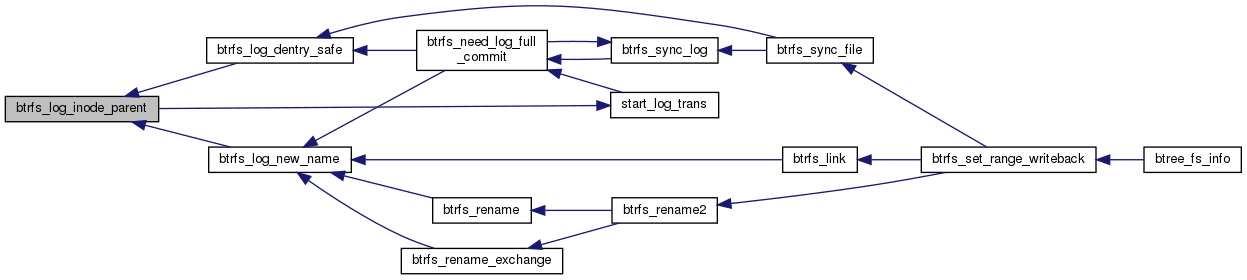 btrfs_log_inode_parent
btrfs_log_dentry_safe
btrfs_log_new_name
btrfs_need_log_full
_commit
btrfs_rename
btrfs_rename_exchange
btrfs_sync_log
start_log_trans
btrfs_rename2
btrfs_sync_file
btrfs_link
btrfs_set_range_writeback
btree_fs_info